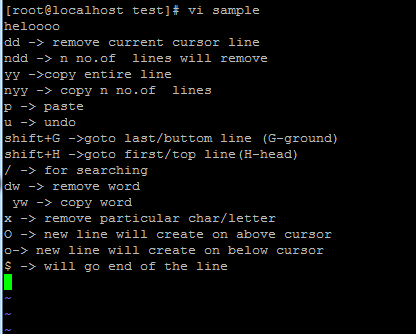 [root@localhost test]# vi sample
heloooo
dd -> remove current cursor line
ndd -> n no.of  lines will remove
yy ->copy entire line
nyy -> copy n no.of  lines
p -> paste
u -> undo
shift+G ->goto last/buttom line (G-ground)
shift+H ->goto first/top line(H-head)
/ -> for searching
dw -> remove word
 yw -> copy word
x -> remove particular char/letter
O -> new line will create on above cursor
o-> new line will create on below cursor
$ -> will go end of the line
~
~
~